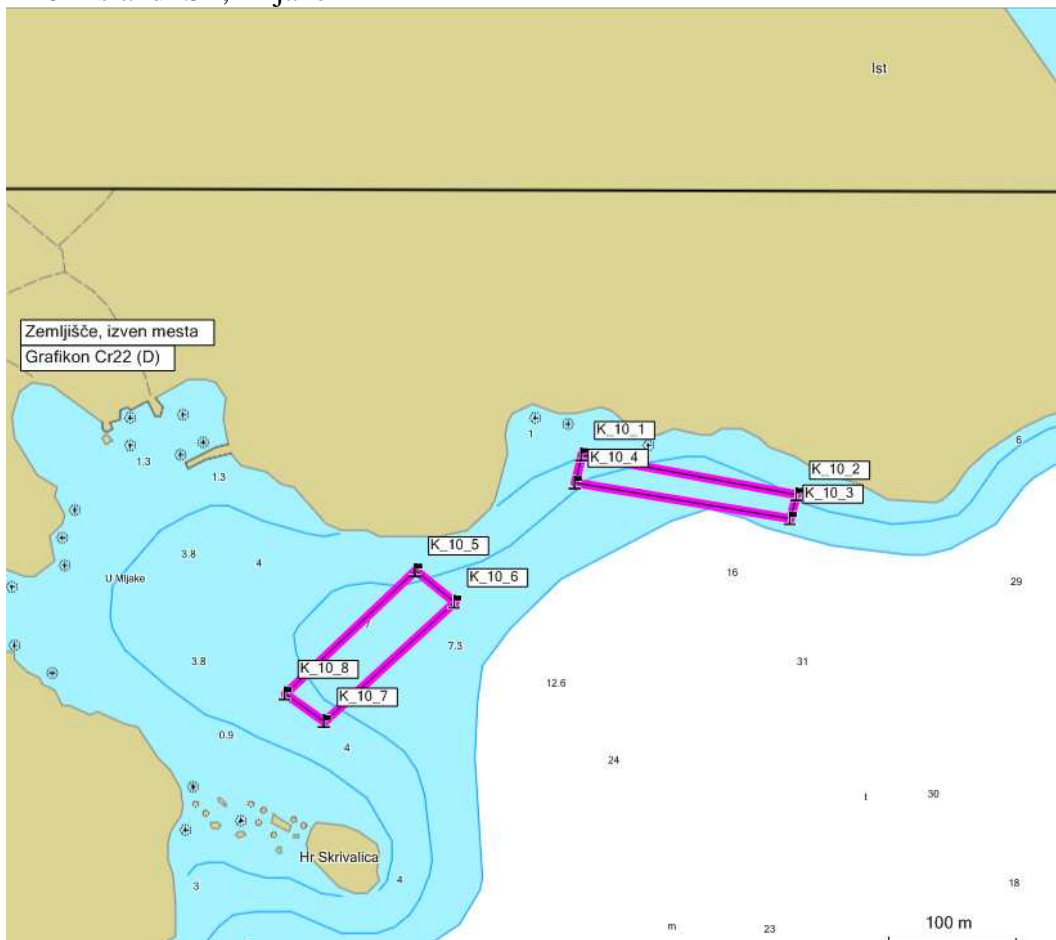 Ist
Zemljišče, izven mesta
Grafikon Cr22 (D)
1
K_10_1
6
K_10_4
K_10_2
1.3
1.3
K_10_3
K_10_5
3.8
4
16
29
U Mljake
K_10_6
7
7.3
3.8
31
K_10_8
12.6
K_10_7
0.9
4
24
t
30
Hr Skrivalica
3
4
18
m
23
100 m